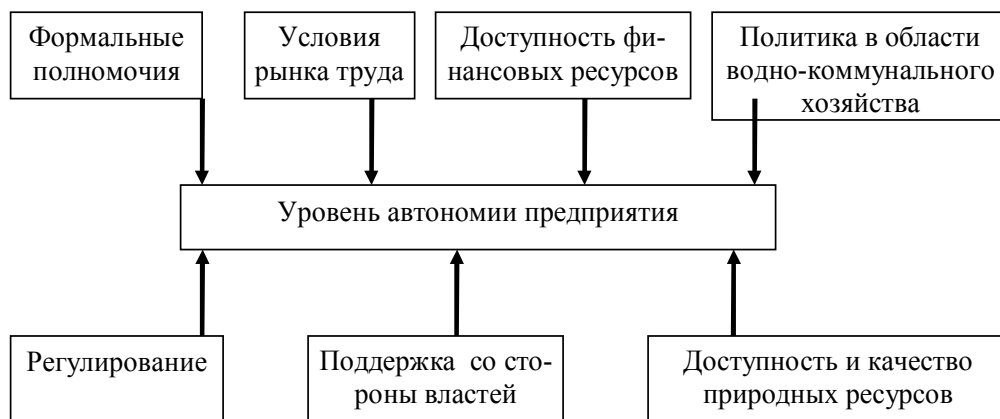 Формальные
полномочия
Условия
рынка труда
Доступность фи-
нансовых ресурсов
Политика в области
водно-коммунального
хозяйства
Уровень автономии предприятия
Регулирование
Поддержка  со сто-
роны властей
Доступность и качество
природных ресурсов